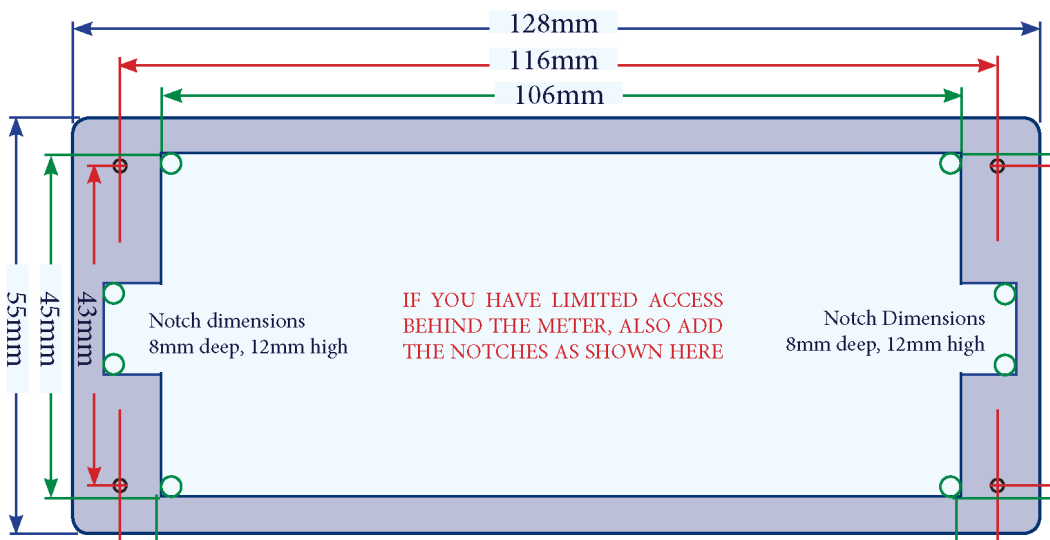 128mm
116mm
106mm
55mm
45mm
43mm
IF YOU HAVE LIMITED ACCESS
BEHIND THE METER, ALSO ADD
THE NOTCHES AS SHOWN HERE
Notch dimensions
8mm deep, 12mm high
Notch Dimensions
8mm deep, 12mm high